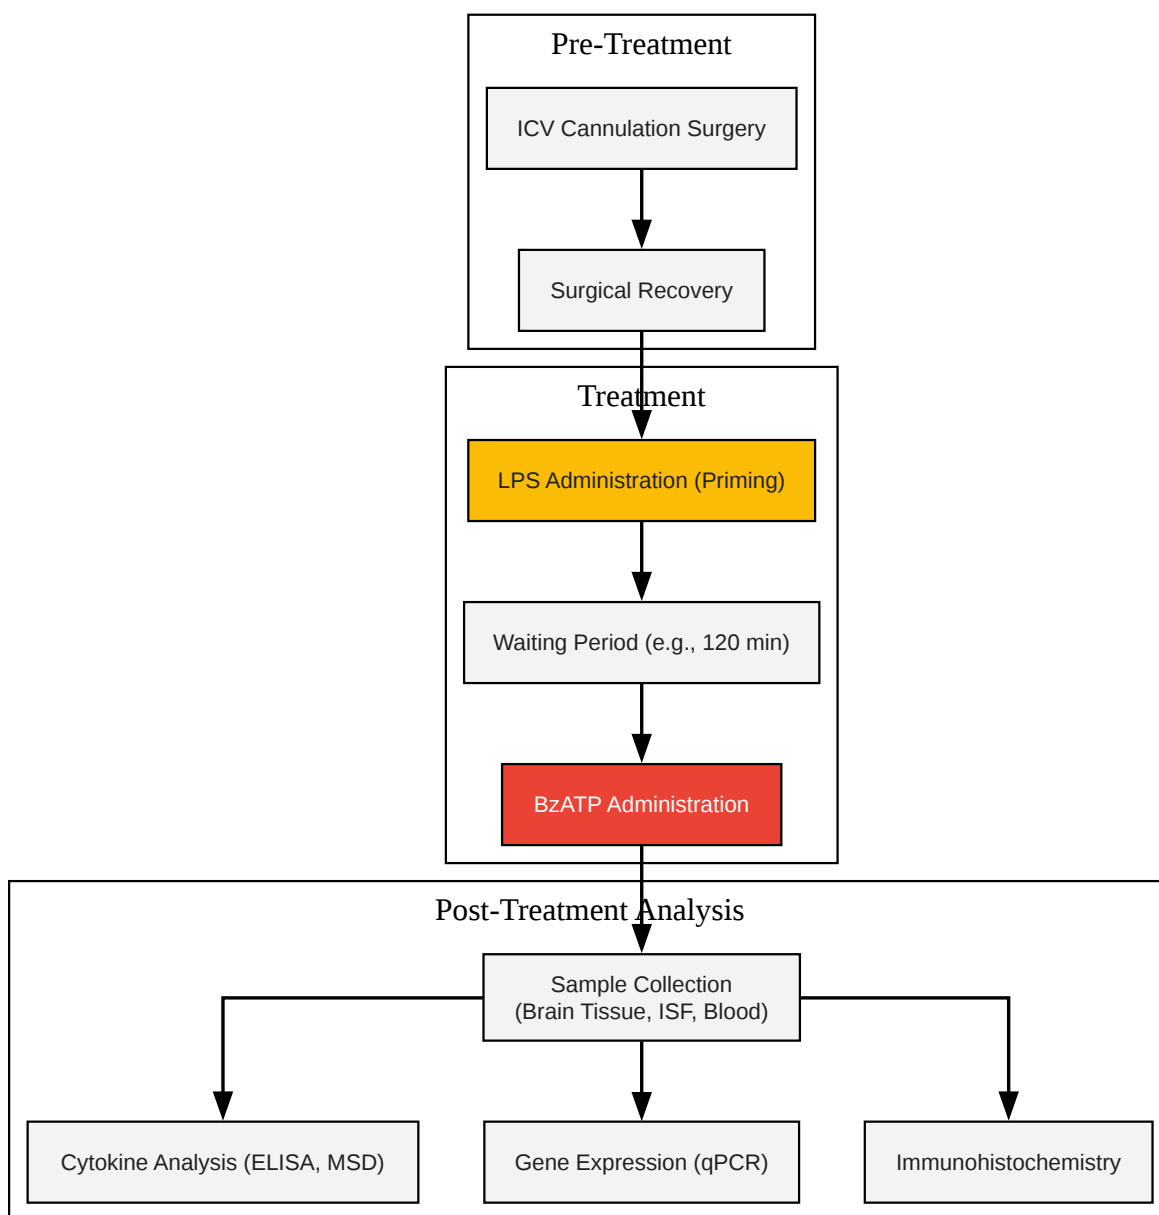 Pre-Treatment
ICV Cannulation Surgery
Surgical Recovery
Treatment
LPS Administration (Priming)
Waiting Period (e.g., 120 min)
BzATP Administration
Post-Treatment Analysis
Sample Collection
(Brain Tissue, ISF, Blood)
Cytokine Analysis (ELISA, MSD)
Gene Expression (qPCR)
Immunohistochemistry